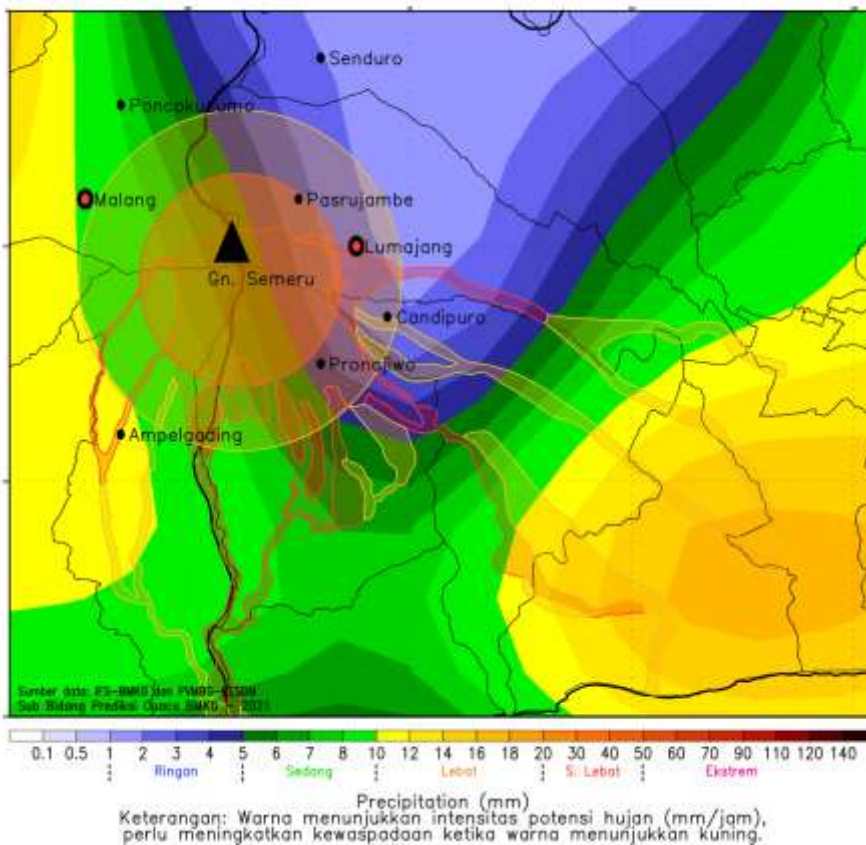 Senduro
Poncokusumo
Malang
Pasrujambe
Lumajang
Gn. Semeru
Candipuro
Pronojiwo
Ampelgading
Sumber data: IFS-BMKG dan PVMBG-ESDM
Sub Bidang Prediksi Cuaca BMKG 2021
0.1 0.5 1 2 3 4 5 6 7 8 10 12 14 16 18 20 30 40 50 60 70 90 110 120 140
Ringan Sedang Lebat S. Lebat Ekstrem
Precipitation (mm)
Keterangan: Warna menunjukkan intensitas potensi hujan (mm/jam),
perlu meningkatkan kewaspadaan ketika warna menunjukkan kuning.